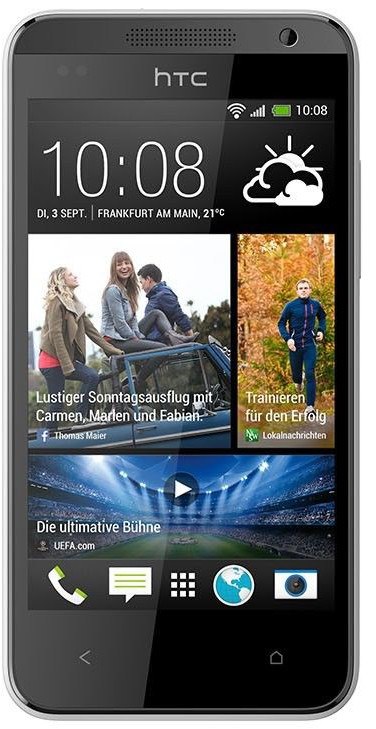 hTC
10:08
10:08
DI, 3 SEPT. | FRANKFURT AM MAIN, 21°C
Lustiger Sonntagsausflug mit
Carmen, Marlen und Fabian.
Thomas Maier
Trainieren
für den Erfolg
Lokalnachrichten
Die ultimative Bühne
UEFA.com